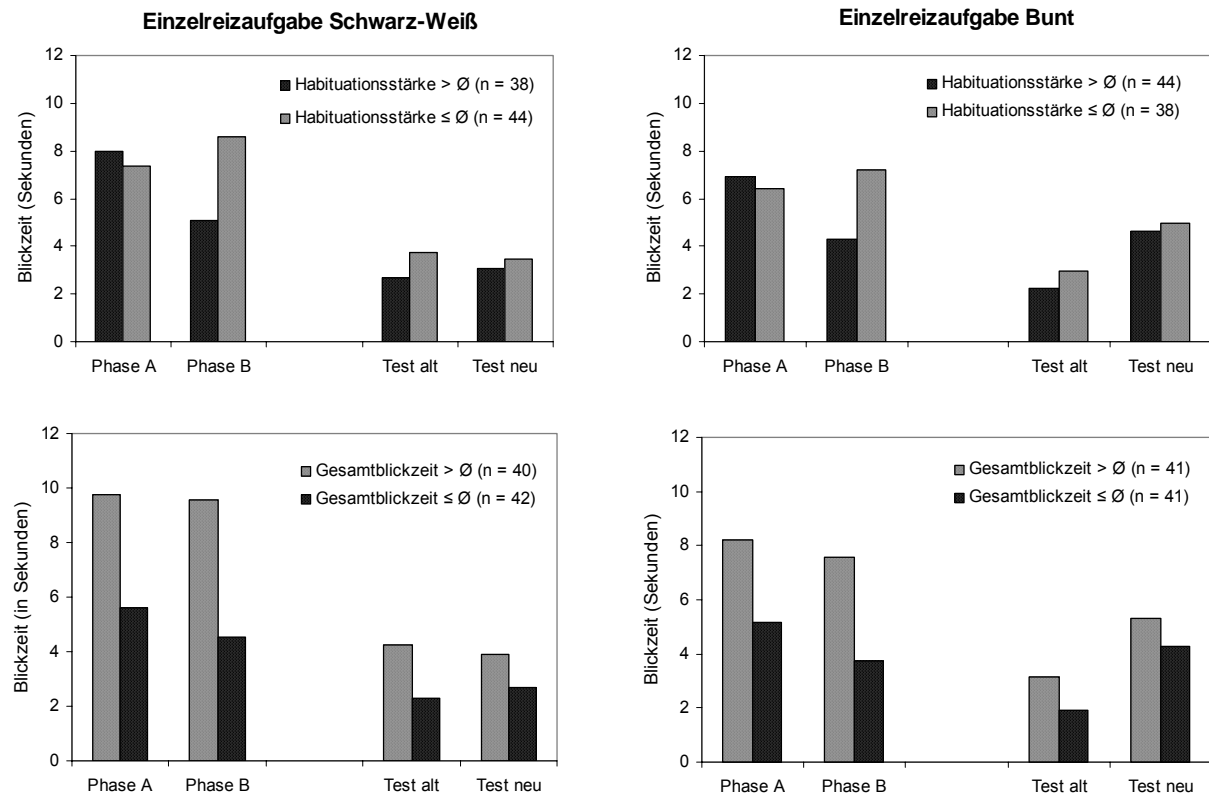 Einzelreizaufgabe Schwarz-Weiß
Blickzeit (Sekunden)
12
10
8
6
4
2
0
Habituationsstärke > Ø (n = 38)
Habituationsstärke ≤ Ø (n = 44)
Phase A
Phase B
Test alt
Test neu
Einzelreizaufgabe Bunt
Blickzeit (Sekunden)
12
10
8
6
4
2
0
Habituationsstärke > Ø (n = 44)
Habituationsstärke ≤ Ø (n = 38)
Phase A
Phase B
Test alt
Test neu
Blickzeit (in Sekunden)
12
10
8
6
4
2
0
Gesamtblickzeit > Ø (n = 40)
Gesamtblickzeit ≤ Ø (n = 42)
Phase A
Phase B
Test alt
Test neu
Blickzeit (Sekunden)
12
10
8
6
4
2
0
Gesamtblickzeit > Ø (n = 41)
Gesamtblickzeit ≤ Ø (n = 41)
Phase A
Phase B
Test alt
Test neu